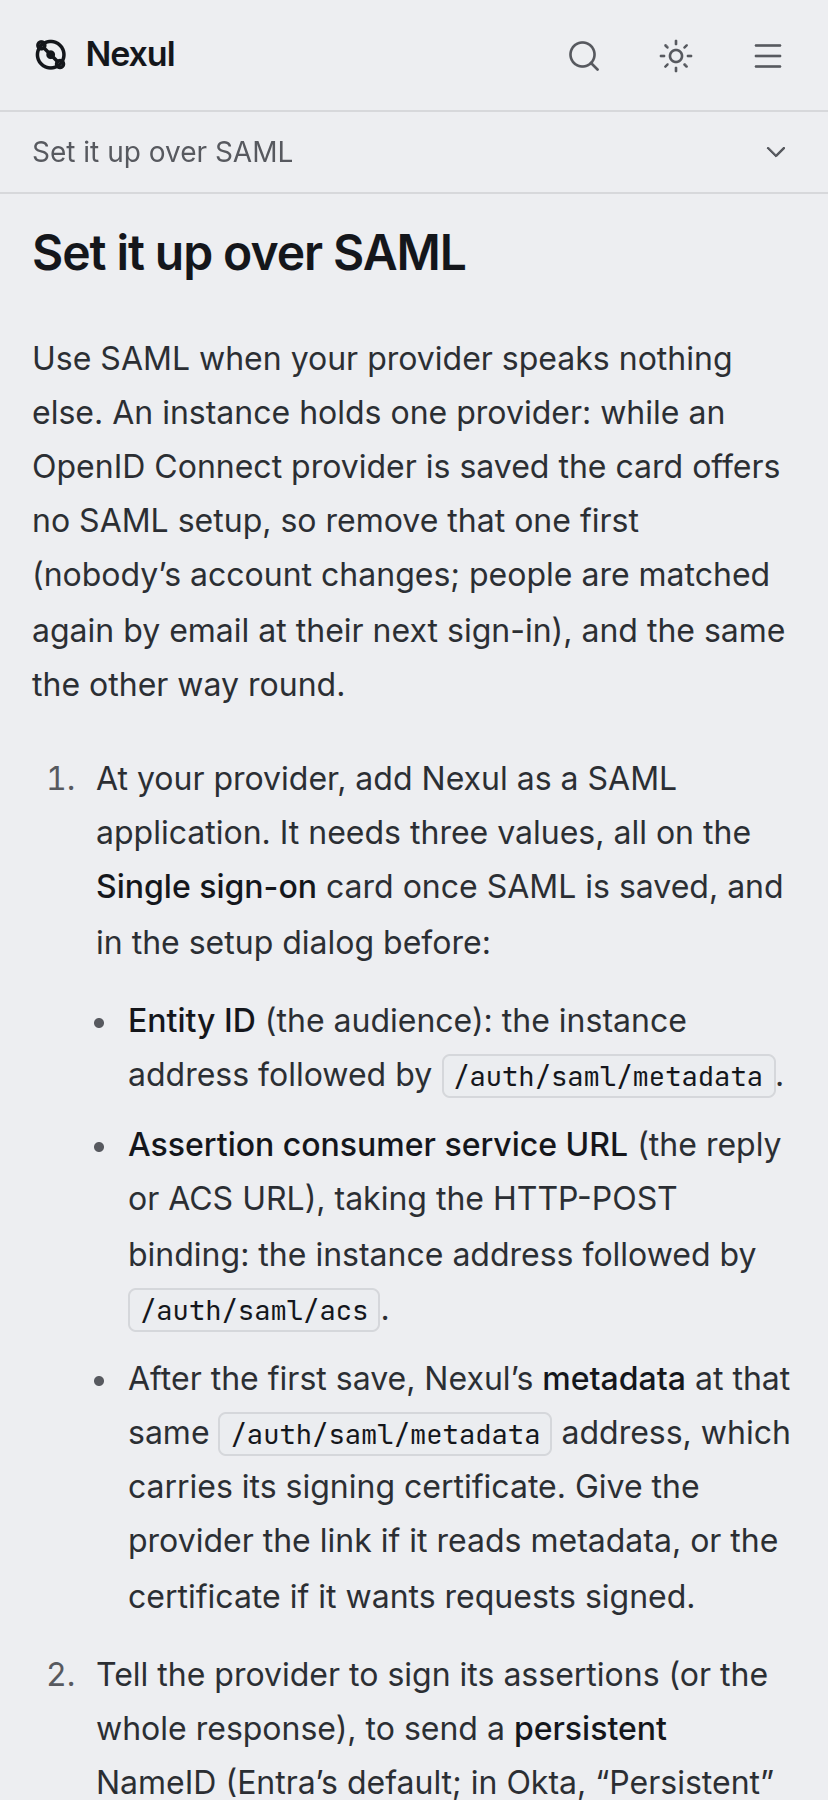 Nexul
Set it up over SAML
Set it up over SAML
Use SAML when your provider speaks nothing
else. An instance holds one provider: while an
OpenID Connect provider is saved the card offers
no SAML setup, so remove that one first
(nobody’s account changes; people are matched
again by email at their next sign-in), and the same
the other way round.
1. At your provider, add Nexul as a SAML
application. It needs three values, all on the
Single sign-on card once SAML is saved, and
in the setup dialog before:
• Entity ID (the audience): the instance
address followed by /auth/saml/metadata.
• Assertion consumer service URL (the reply
or ACS URL), taking the HTTP-POST
binding: the instance address followed by
/auth/saml/acs.
• After the first save, Nexul’s metadata at that
same /auth/saml/metadata address, which
carries its signing certificate. Give the
provider the link if it reads metadata, or the
certificate if it wants requests signed.
2. Tell the provider to sign its assertions (or the
whole response), to send a persistent
NameID (Entra’s default; in Okta, “Persistent”